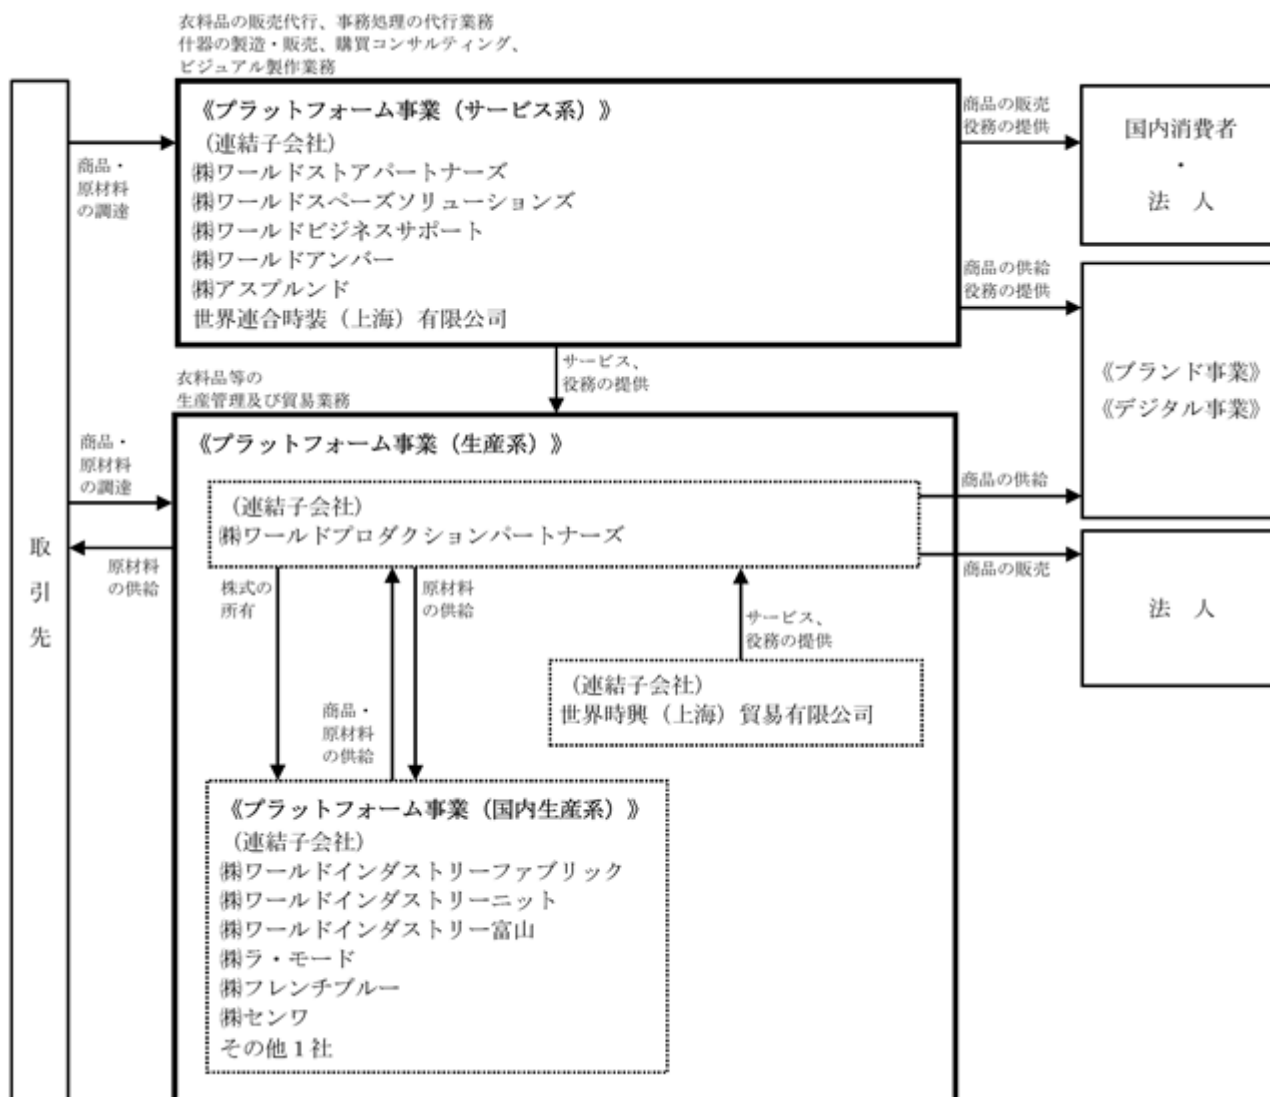 衣料品の販売代行、事務処理の代行業務
什器の製造・販売、購買コンサルティング、
ビジュアル製作業務
《プラットフォーム事業（サービス系）》
（連結子会社）
㈱ワールドストアパートナーズ
㈱ワールドスペースソリューションズ
㈱ワールドビジネスサポート
㈱ワールドアンバー
㈱アスプルンド
世界連合時装（上海）有限公司
商品・
原材料
の調達
商品の販売
役務の提供
国内消費者
・
法　人
商品の供給
役務の提供
《ブランド事業》
《デジタル事業》
サービス、
役務の提供
衣料品等の
生産管理及び貿易業務
《プラットフォーム事業（生産系）》
商品・
原材料
の調達
（連結子会社）
㈱ワールドプロダクションパートナーズ
商品の供給
取引先
原材料
の供給
商品の販売
法　人
株式の
所有
原材料
の供給
サービス、
役務の提供
（連結子会社）
世界時興（上海）貿易有限公司
商品・
原材料
の供給
《プラットフォーム事業（国内生産系）》
（連結子会社）
㈱ワールドインダストリーファブリック
㈱ワールドインダストリーニット
㈱ワールドインダストリー富山
㈱ラ・モード
㈱フレンチブルー
㈱センワ
その他１社